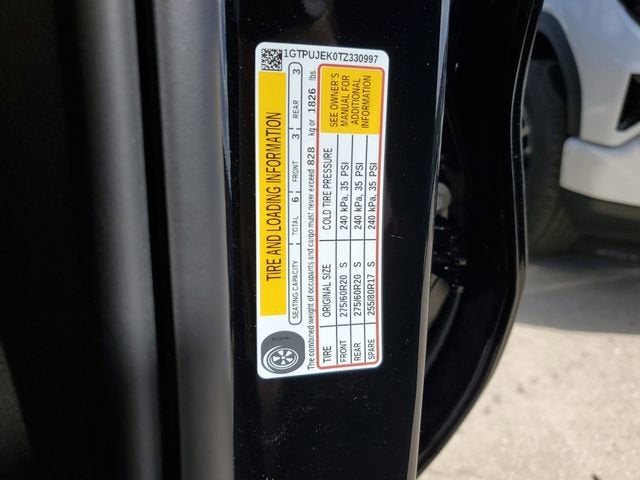 1GTPUJEK0TZ330997
TIRE AND LOADING INFORMATION
SEATING CAPACITY TOTAL 6 FRONT 3 REAR 3
The combined weight of occupants and cargo must never exceed 828 kg or 1826 lbs
TIRE ORIGINAL SIZE COLD TIRE PRESSURE
FRONT 275/60R20 S 240 kPa, 35 PSI
REAR 275/60R20 S 240 kPa, 35 PSI
SPARE 255/80R17 S 240 kPa, 35 PSI
SEE OWNER'S
MANUAL FOR
ADDITIONAL
INFORMATION